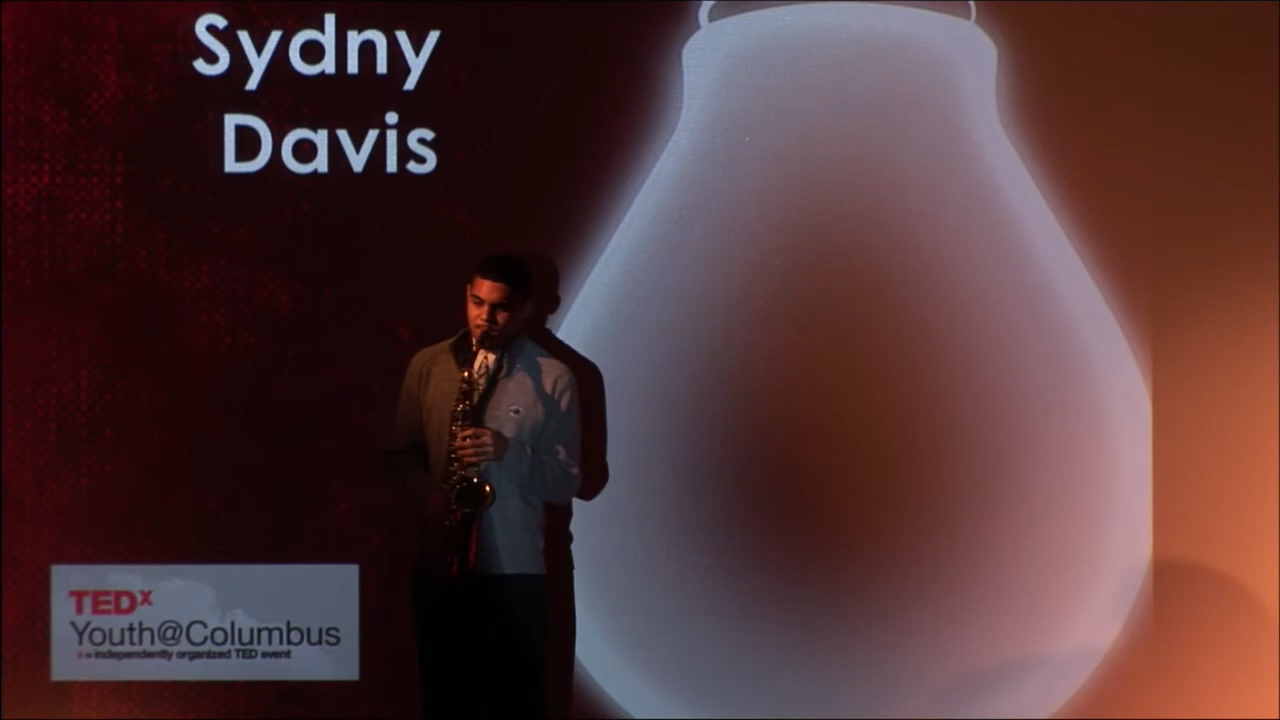 Sydny
Davis
TEDx
Youth@Columbus
x = independently organized TED event